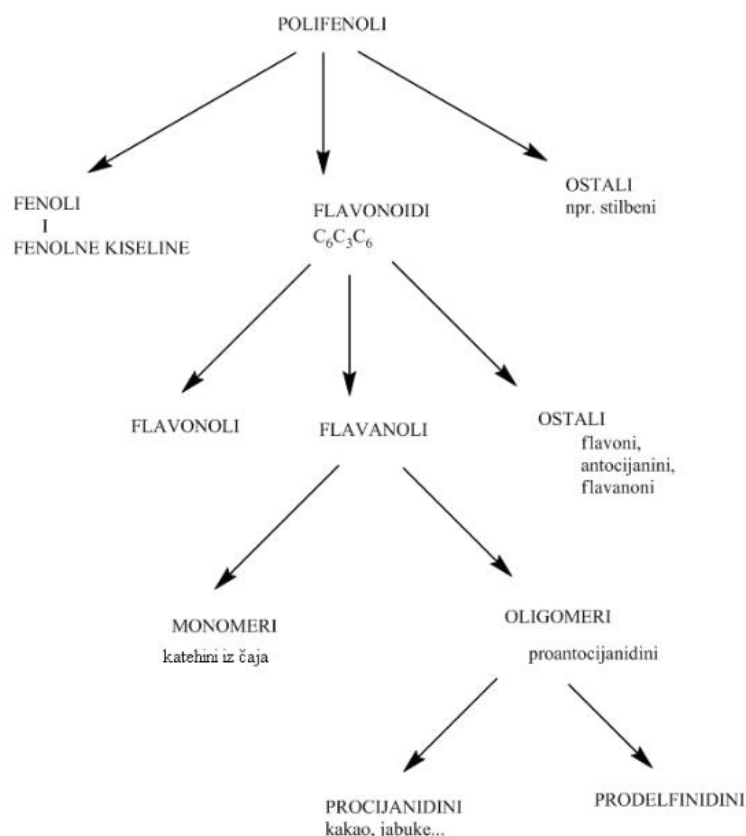 POLIFENOLI
FENOLI
I
FENOLNE KISELINE
FLAVONOIDI
C₆C₃C₆
OSTALI
npr. stilbeni
FLAVONOLI
FLAVANOLI
OSTALI
flavoni,
antocijanini,
flavanoni
MONOMERI
katehini iz čaja
OLIGOMERI
proantocijanidini
PROCIJANIDINI
kakao, jabuke...
PRODELFINIDINI